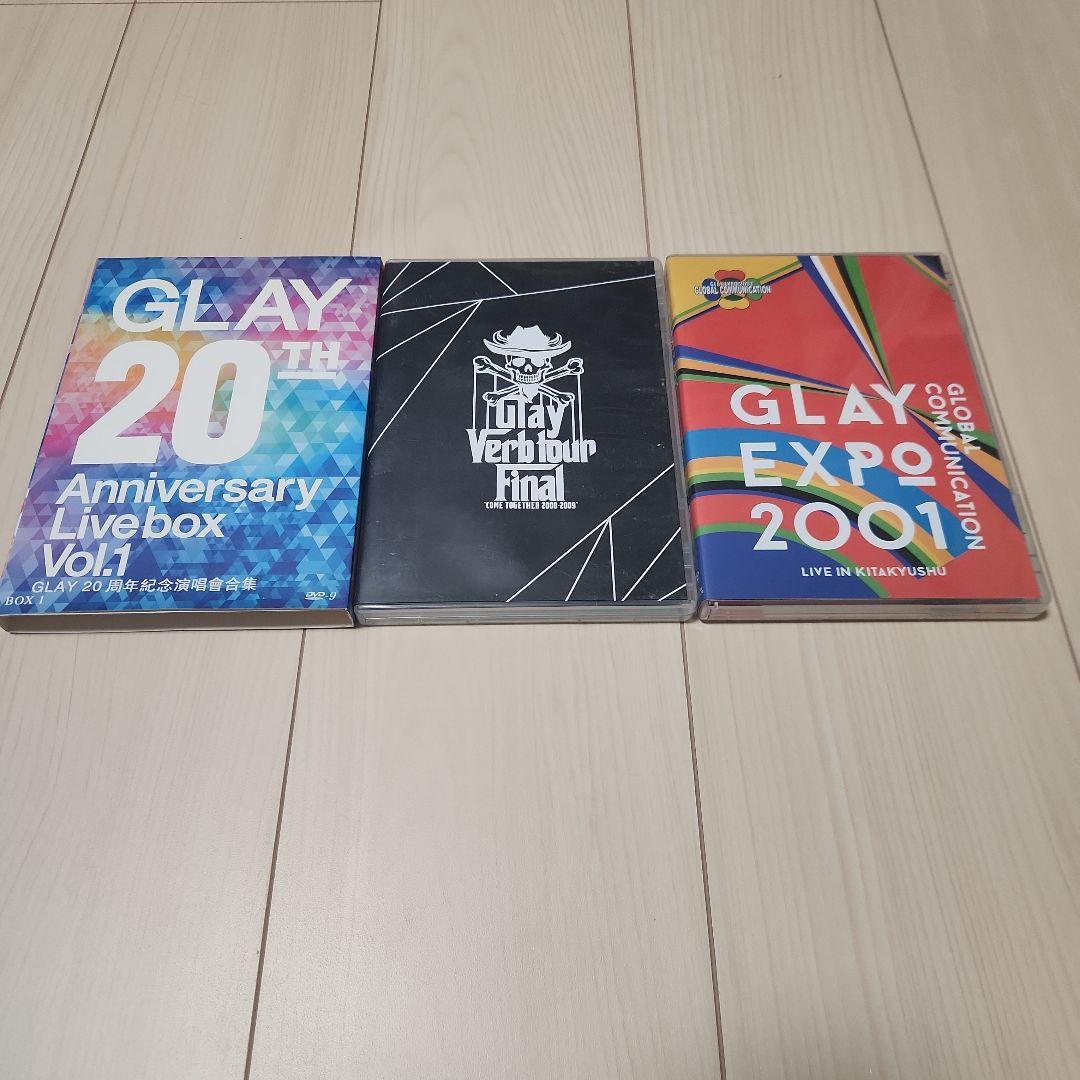 GLAY
20TH
Anniversary
Live box
Vol.1
GLAY 20 周年紀念演唱會合集
BOX 1
DVD-9
Glay
Verb tour
Final
"COME TOGETHER 2008-2009"
GLOBAL COMMUNICATION
GLAY
EXPO
2001
GLOBAL
COMMUNICATION
LIVE IN KITAKYUSHU